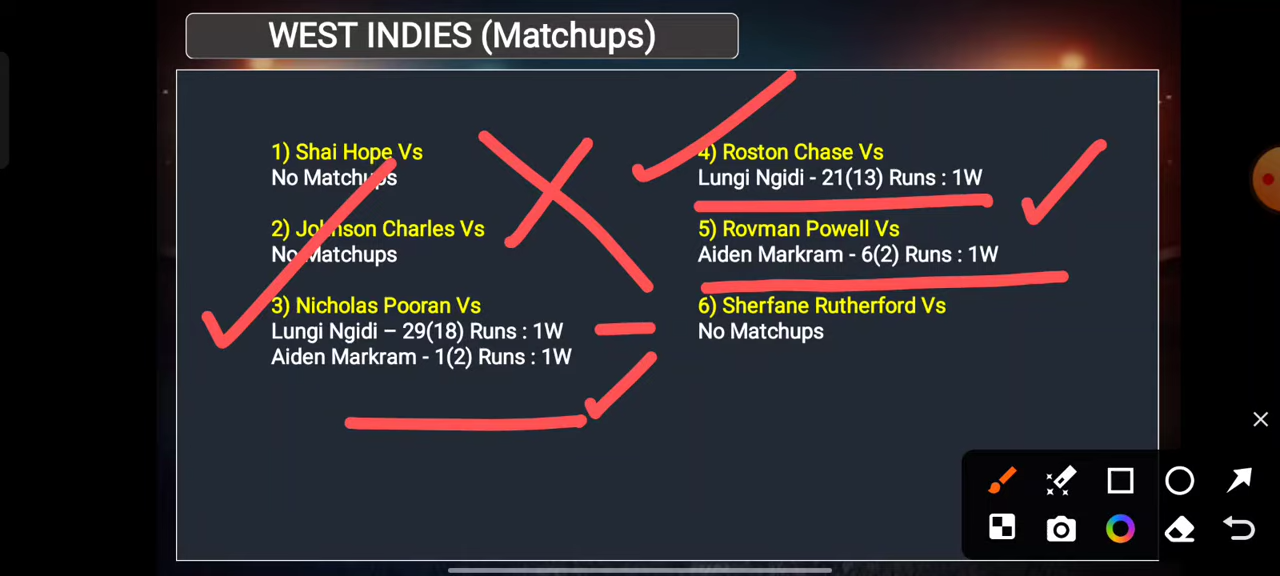 WEST INDIES (Matchups)
1) Shai Hope Vs
No Matchups
2) Johnson Charles Vs
No Matchups
3) Nicholas Pooran Vs
Lungi Ngidi – 29(18) Runs : 1W
Aiden Markram - 1(2) Runs : 1W
4) Roston Chase Vs
Lungi Ngidi - 21(13) Runs : 1W
5) Rovman Powell Vs
Aiden Markram - 6(2) Runs : 1W
6) Sherfane Rutherford Vs
No Matchups